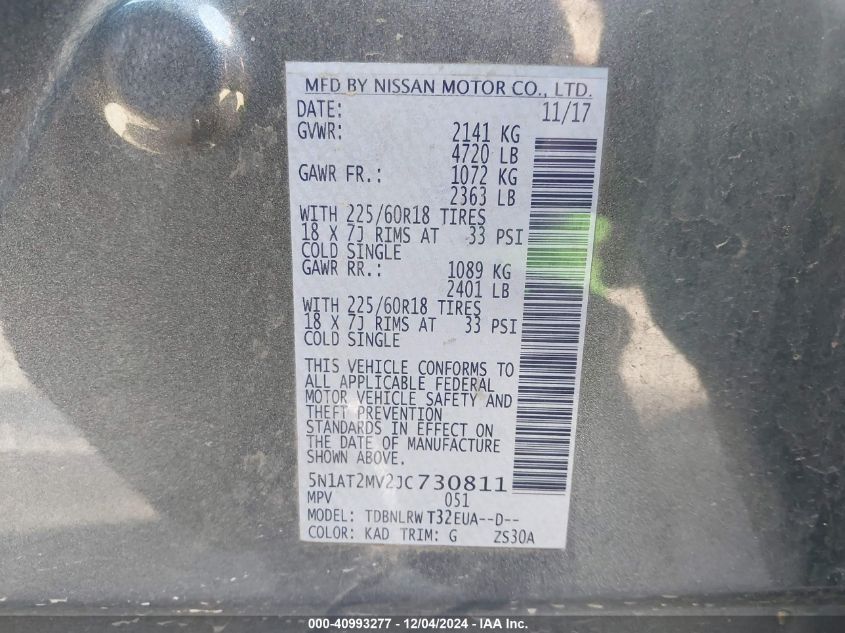 MFD BY NISSAN MOTOR CO., LTD.
DATE: 11/17
GVWR: 2141 KG
4720 LB
GAWR FR.: 1072 KG
2363 LB
WITH 225/60R18 TIRES
18 X 7J RIMS AT 33 PSI
COLD SINGLE
GAWR RR.: 1089 KG
2401 LB
WITH 225/60R18 TIRES
18 X 7J RIMS AT 33 PSI
COLD SINGLE
THIS VEHICLE CONFORMS TO
ALL APPLICABLE FEDERAL
MOTOR VEHICLE SAFETY AND
THEFT PREVENTION
STANDARDS IN EFFECT ON
THE DATE OF MANUFACTURE
SHOWN ABOVE.
5N1AT2MV2JC730811
MPV 051
MODEL: TDBNLRW T32EUA--D--
COLOR: KAD TRIM: G ZS30A
000-40993277 - 12/04/2024 - IAA Inc.